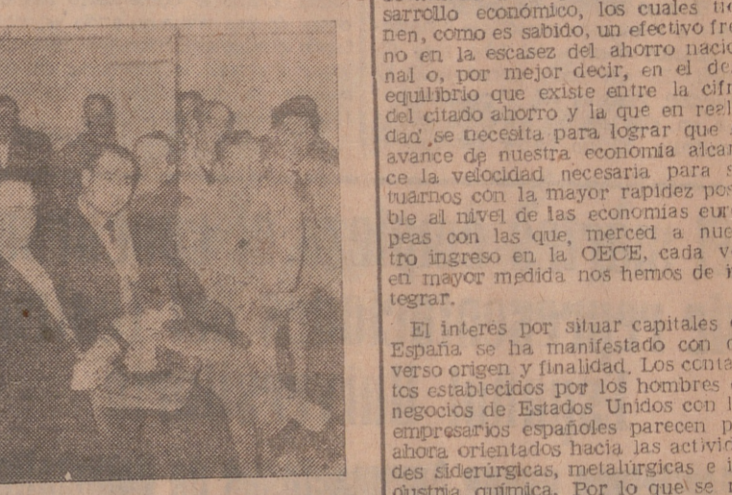 sarrollo económico, los cuales tie
nen, como es sabido, un efectivo fre
no en la escasez del ahorro nacio
nal o, por mejor decir, en el de
equilibrio que existe entre la cifr
del citado ahorro y la que en real
dad se necesita para lograr que
avance de nuestra economía alcan
ce la velocidad necesaria para s
tuarnos con la mayor rapidez pos
ble al nivel de las economías euro
peas con las que, merced a nue
tro ingreso en la OECE, cada v
en mayor medida nos hemos de i
tegrar.
El interés por situar capitales
España se ha manifestado con d
verso origen y finalidad. Los conta
tos establecidos por los hombres
negocios de Estados Unidos con l
empresarios españoles parecen p
ahora orientados hacia las activid
des siderúrgicas, metalúrgicas e i
dustria química. Por lo que se